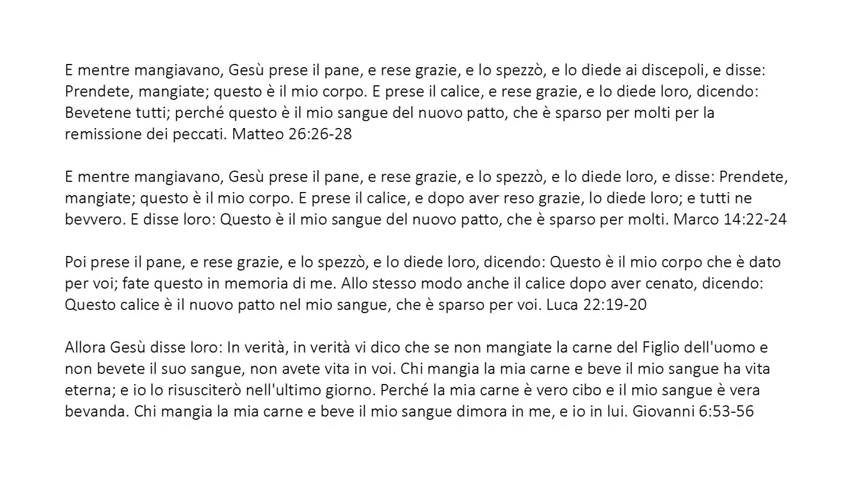 E mentre mangiavano, Gesù prese il pane, e rese grazie, e lo spezzò, e lo diede ai discepoli, e disse:
Prendete, mangiate; questo è il mio corpo. E prese il calice, e rese grazie, e lo diede loro, dicendo:
Bevetene tutti; perché questo è il mio sangue del nuovo patto, che è sparso per molti per la
remissione dei peccati. Matteo 26:26-28
E mentre mangiavano, Gesù prese il pane, e rese grazie, e lo spezzò, e lo diede loro, e disse: Prendete,
mangiate; questo è il mio corpo. E prese il calice, e dopo aver reso grazie, lo diede loro; e tutti ne
bevvero. E disse loro: Questo è il mio sangue del nuovo patto, che è sparso per molti. Marco 14:22-24
Poi prese il pane, e rese grazie, e lo spezzò, e lo diede loro, dicendo: Questo è il mio corpo che è dato
per voi; fate questo in memoria di me. Allo stesso modo anche il calice dopo aver cenato, dicendo:
Questo calice è il nuovo patto nel mio sangue, che è sparso per voi. Luca 22:19-20
Allora Gesù disse loro: In verità, in verità vi dico che se non mangiate la carne del Figlio dell'uomo e
non bevete il suo sangue, non avete vita in voi. Chi mangia la mia carne e beve il mio sangue ha vita
eterna; e io lo risusciterò nell'ultimo giorno. Perché la mia carne è vero cibo e il mio sangue è vera
bevanda. Chi mangia la mia carne e beve il mio sangue dimora in me, e io in lui. Giovanni 6:53-56